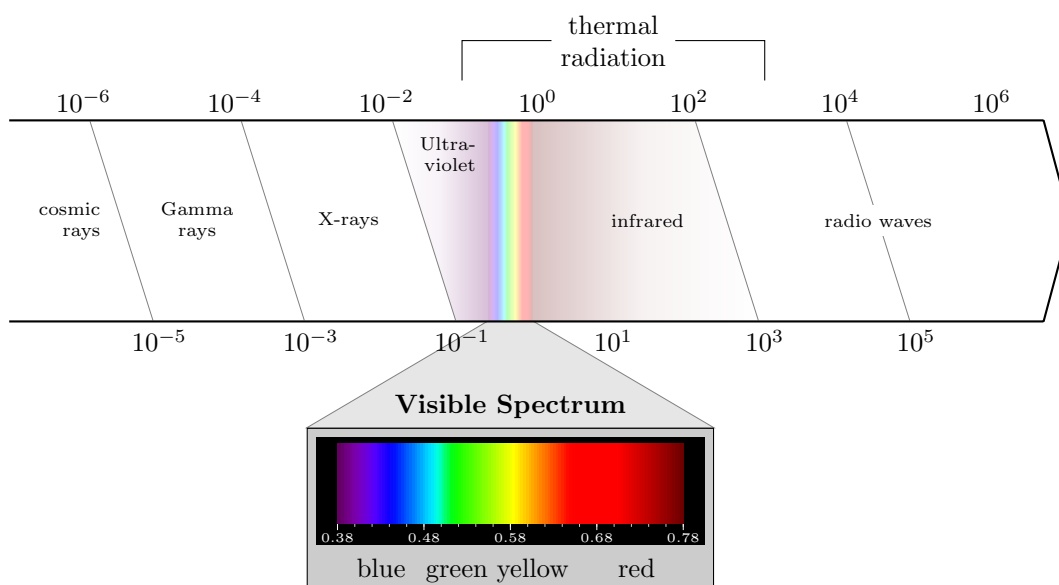 thermal
radiation
10^-6 10^-4 10^-2 10^0 10^2 10^4 10^6
Ultra-
violet
cosmic
rays
Gamma
rays
X-rays
infrared
radio waves
10^-5 10^-3 10^-1 10^1 10^3 10^5
Visible Spectrum
0.38 0.48 0.58 0.68 0.78
blue green yellow red